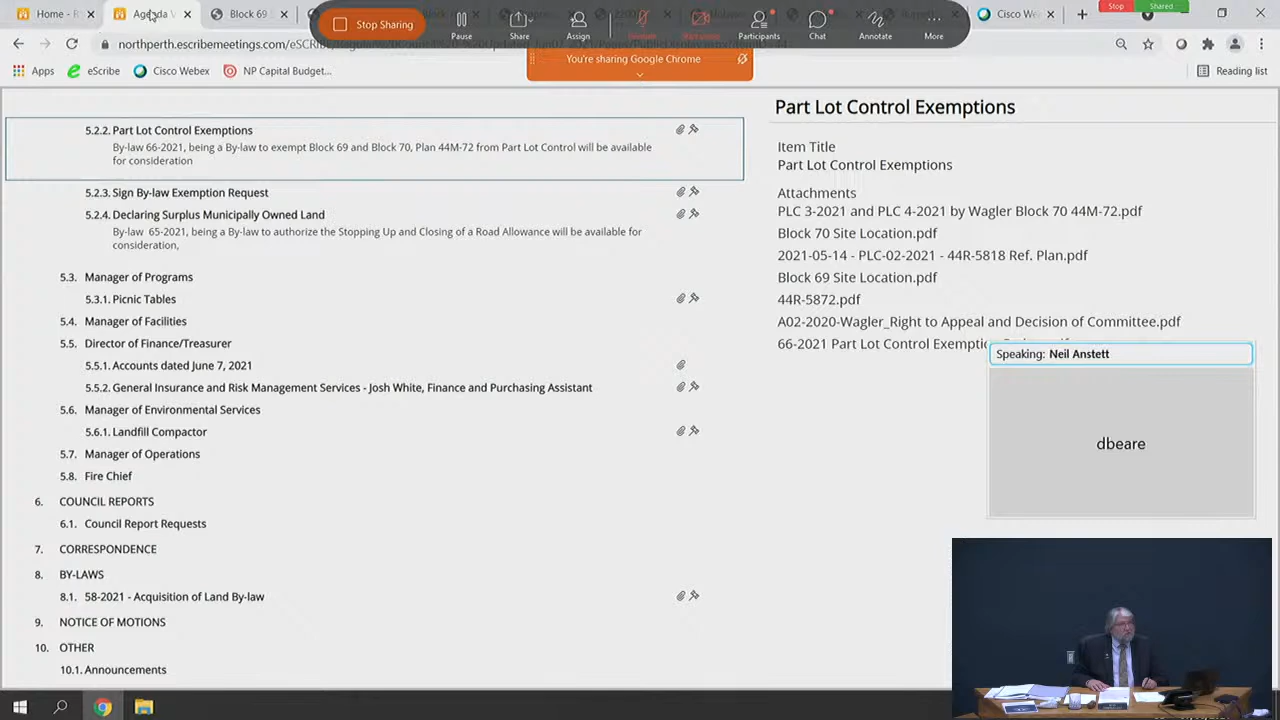 Home - R
Agenda V
Block 69
Cisco We
Stop Sharing
Pause
Share
Assign
Participants
Chat
Annotate
More
Stop
Shared
You're sharing Google Chrome
northperth.escribemeetings.com/eSCRIBE
Apps
eScribe
Cisco Webex
NP Capital Budget...
Reading list
5.2.2. Part Lot Control Exemptions
By-law 66-2021, being a By-law to exempt Block 69 and Block 70, Plan 44M-72 from Part Lot Control will be available
for consideration
5.2.3. Sign By-law Exemption Request
5.2.4. Declaring Surplus Municipally Owned Land
By-law 65-2021, being a By-law to authorize the Stopping Up and Closing of a Road Allowance will be available for
consideration,
5.3. Manager of Programs
5.3.1. Picnic Tables
5.4. Manager of Facilities
5.5. Director of Finance/Treasurer
5.5.1. Accounts dated June 7, 2021
5.5.2. General Insurance and Risk Management Services - Josh White, Finance and Purchasing Assistant
5.6. Manager of Environmental Services
5.6.1. Landfill Compactor
5.7. Manager of Operations
5.8. Fire Chief
6. COUNCIL REPORTS
6.1. Council Report Requests
7. CORRESPONDENCE
8. BY-LAWS
8.1. 58-2021 - Acquisition of Land By-law
9. NOTICE OF MOTIONS
10. OTHER
10.1. Announcements
Part Lot Control Exemptions
Item Title
Part Lot Control Exemptions
Attachments
PLC 3-2021 and PLC 4-2021 by Wagler Block 70 44M-72.pdf
Block 70 Site Location.pdf
2021-05-14 - PLC-02-2021 - 44R-5818 Ref. Plan.pdf
Block 69 Site Location.pdf
44R-5872.pdf
A02-2020-Wagler_Right to Appeal and Decision of Committee.pdf
66-2021 Part Lot Control
Speaking: Neil Anstett
dbeare